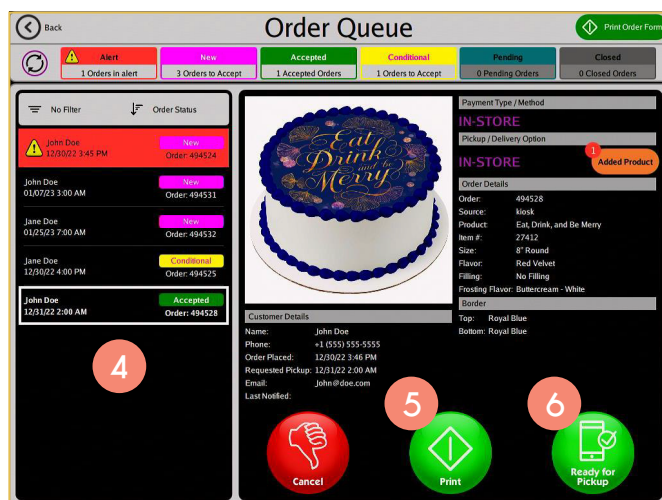 Back
Order Queue
Print Order Form
Alert
1 Orders in alert
New
3 Orders to Accept
Accepted
1 Accepted Orders
Conditional
1 Orders to Accept
Pending
0 Pending Orders
Closed
0 Closed Orders
No Filter
Order Status
John Doe
12/30/22 3:45 PM
New
Order: 494524
John Doe
01/07/23 3:00 AM
New
Order: 494531
Jane Doe
01/25/23 7:00 AM
New
Order: 494532
Jane Doe
12/30/22 4:00 PM
Conditional
Order: 494525
John Doe
12/31/22 2:00 AM
Accepted
Order: 494528
4
Eat
Drink
and be
Merry
Customer Details
Name: John Doe
Phone: +1 (555) 555-5555
Order Placed: 12/30/22 3:46 PM
Requested Pickup: 12/31/22 2:00 AM
Email: John@doe.com
Last Notified:
Payment Type / Method
IN-STORE
Pickup / Delivery Option
IN-STORE
1
Added Product
Order Details
Order: 494528
Source: kiosk
Product: Eat, Drink, and Be Merry
Item #: 27412
Size: 8" Round
Flavor: Red Velvet
Filling: No Filling
Frosting Flavor: Buttercream - White
Border
Top: Royal Blue
Bottom: Royal Blue
Cancel
5
Print
6
Ready for
Pickup